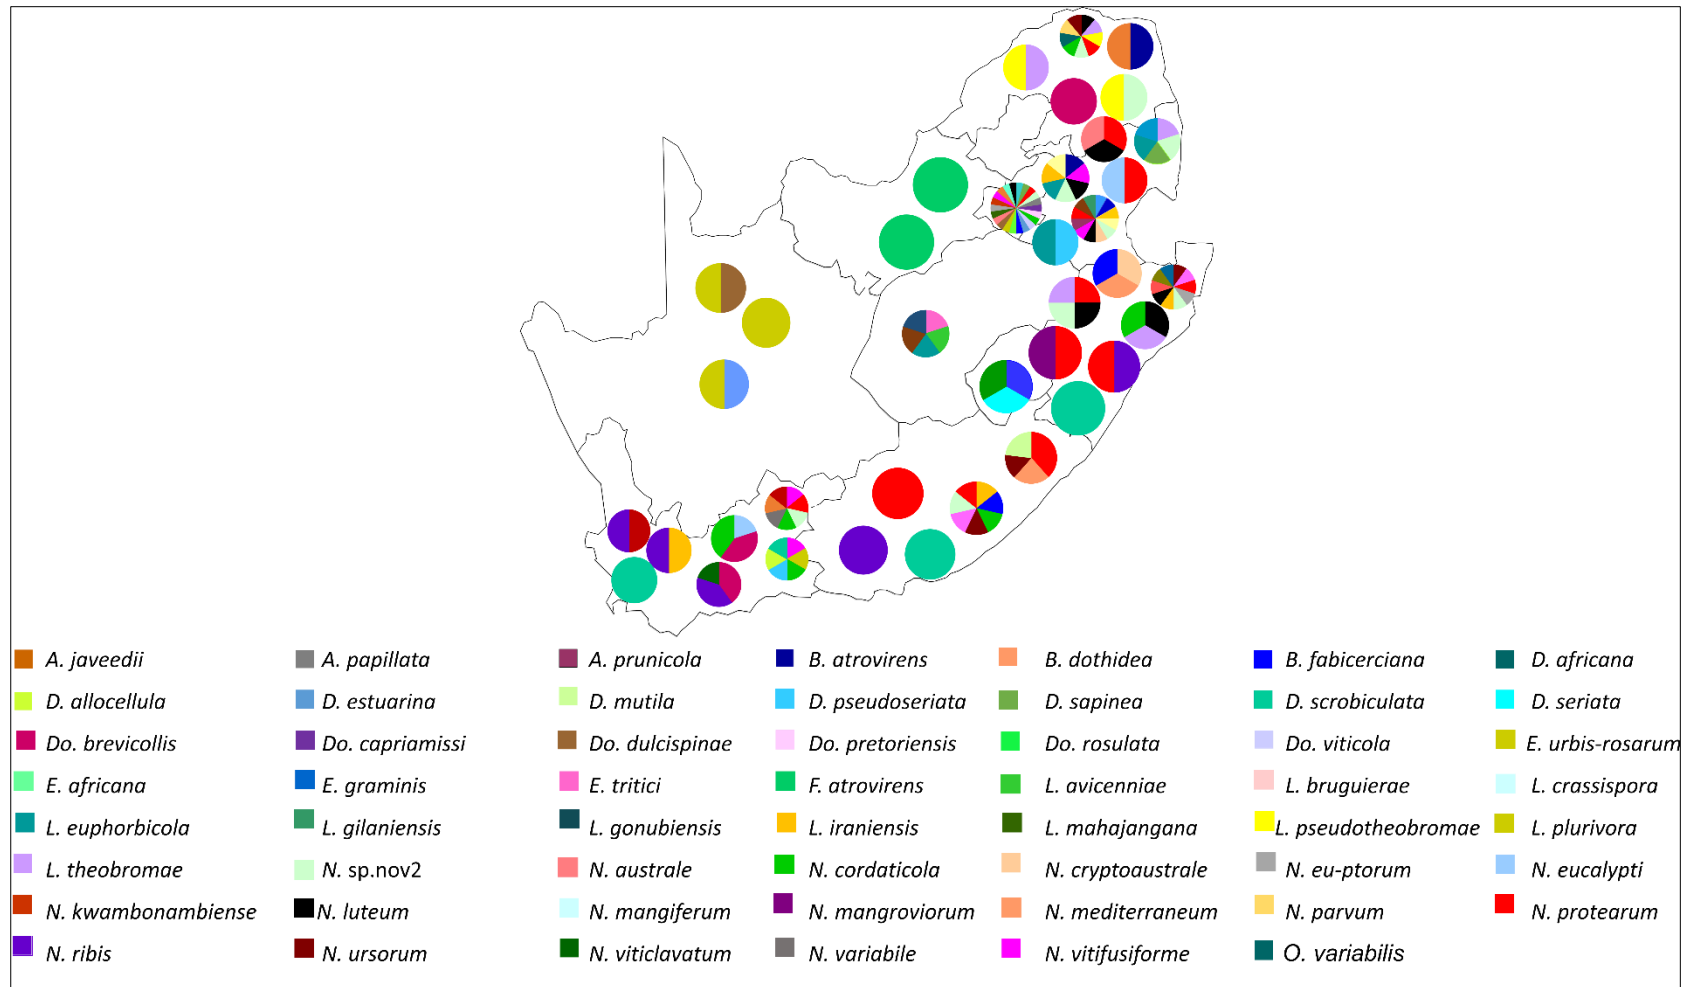 A. javeedii A. papillata A. prunicola B. atrovirens B. dothidea B. fabicerciana D. africana
D. allocellula D. estuarina D. mutila D. pseudoseriata D. sapinea D. scrobiculata D. seriata
Do. brevicollis Do. capriamissi Do. dulcispinae Do. pretoriensis Do. rosulata Do. viticola E. urbis-rosarum
E. africana E. graminis E. tritici F. atrovirens L. avicenniae L. bruguierae L. crassispora
L. euphorbicola L. gilaniensis L. gonubiensis L. iraniensis L. mahajangana L. pseudotheobromae L. plurivora
L. theobromae N. sp.nov2 N. australe N. cordaticola N. cryptoaustrale N. eu-ptorum N. eucalypti
N. kwambonambiense N. luteum N. mangiferum N. mangroviorum N. mediterraneum N. parvum N. protearum
N. ribis N. ursorum N. viticlavatum N. variabile N. vitifusiforme O. variabilis